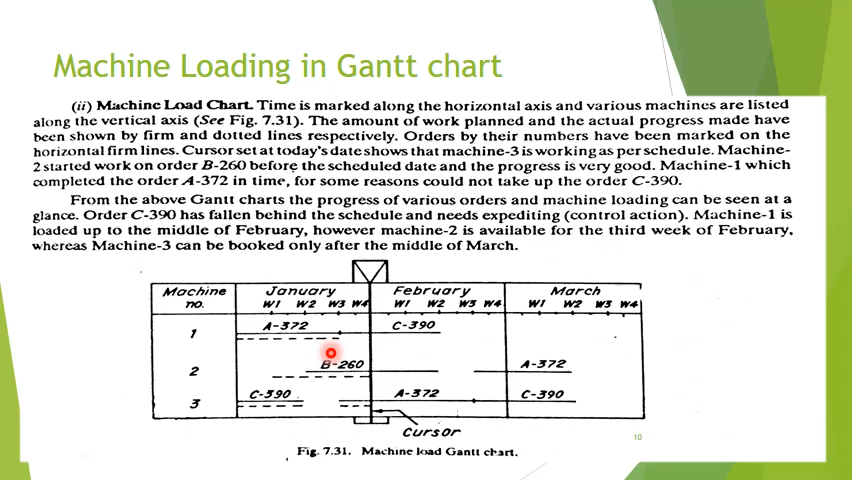 Machine Loading in Gantt chart
(ii) Machine Load Chart. Time is marked along the horizontal axis and various machines are listed
along the vertical axis (See Fig. 7.31). The amount of work planned and the actual progress made have
been shown by firm and dotted lines respectively. Orders by their numbers have been marked on the
horizontal firm lines. Cursor set at today's date shows that machine-3 is working as per schedule. Machine-
2 started work on order B-260 before the scheduled date and the progress is very good. Machine-1 which
completed the order A-372 in time, for some reasons could not take up the order C-390.
From the above Gantt charts the progress of various orders and machine loading can be seen at a
glance. Order C-390 has fallen behind the schedule and needs expediting (control action). Machine-1 is
loaded up to the middle of February, however machine-2 is available for the third week of February,
whereas Machine-3 can be booked only after the middle of March.
Machine January February March
no. W1 W2 W3 W4 W1 W2 W3 W4 W1 W2 W3 W4
1 A-372 C-390
2 B-260 A-372
3 C-390 A-372 C-390
Cursor
10
Fig. 7.31. Machine load Gantt chart.